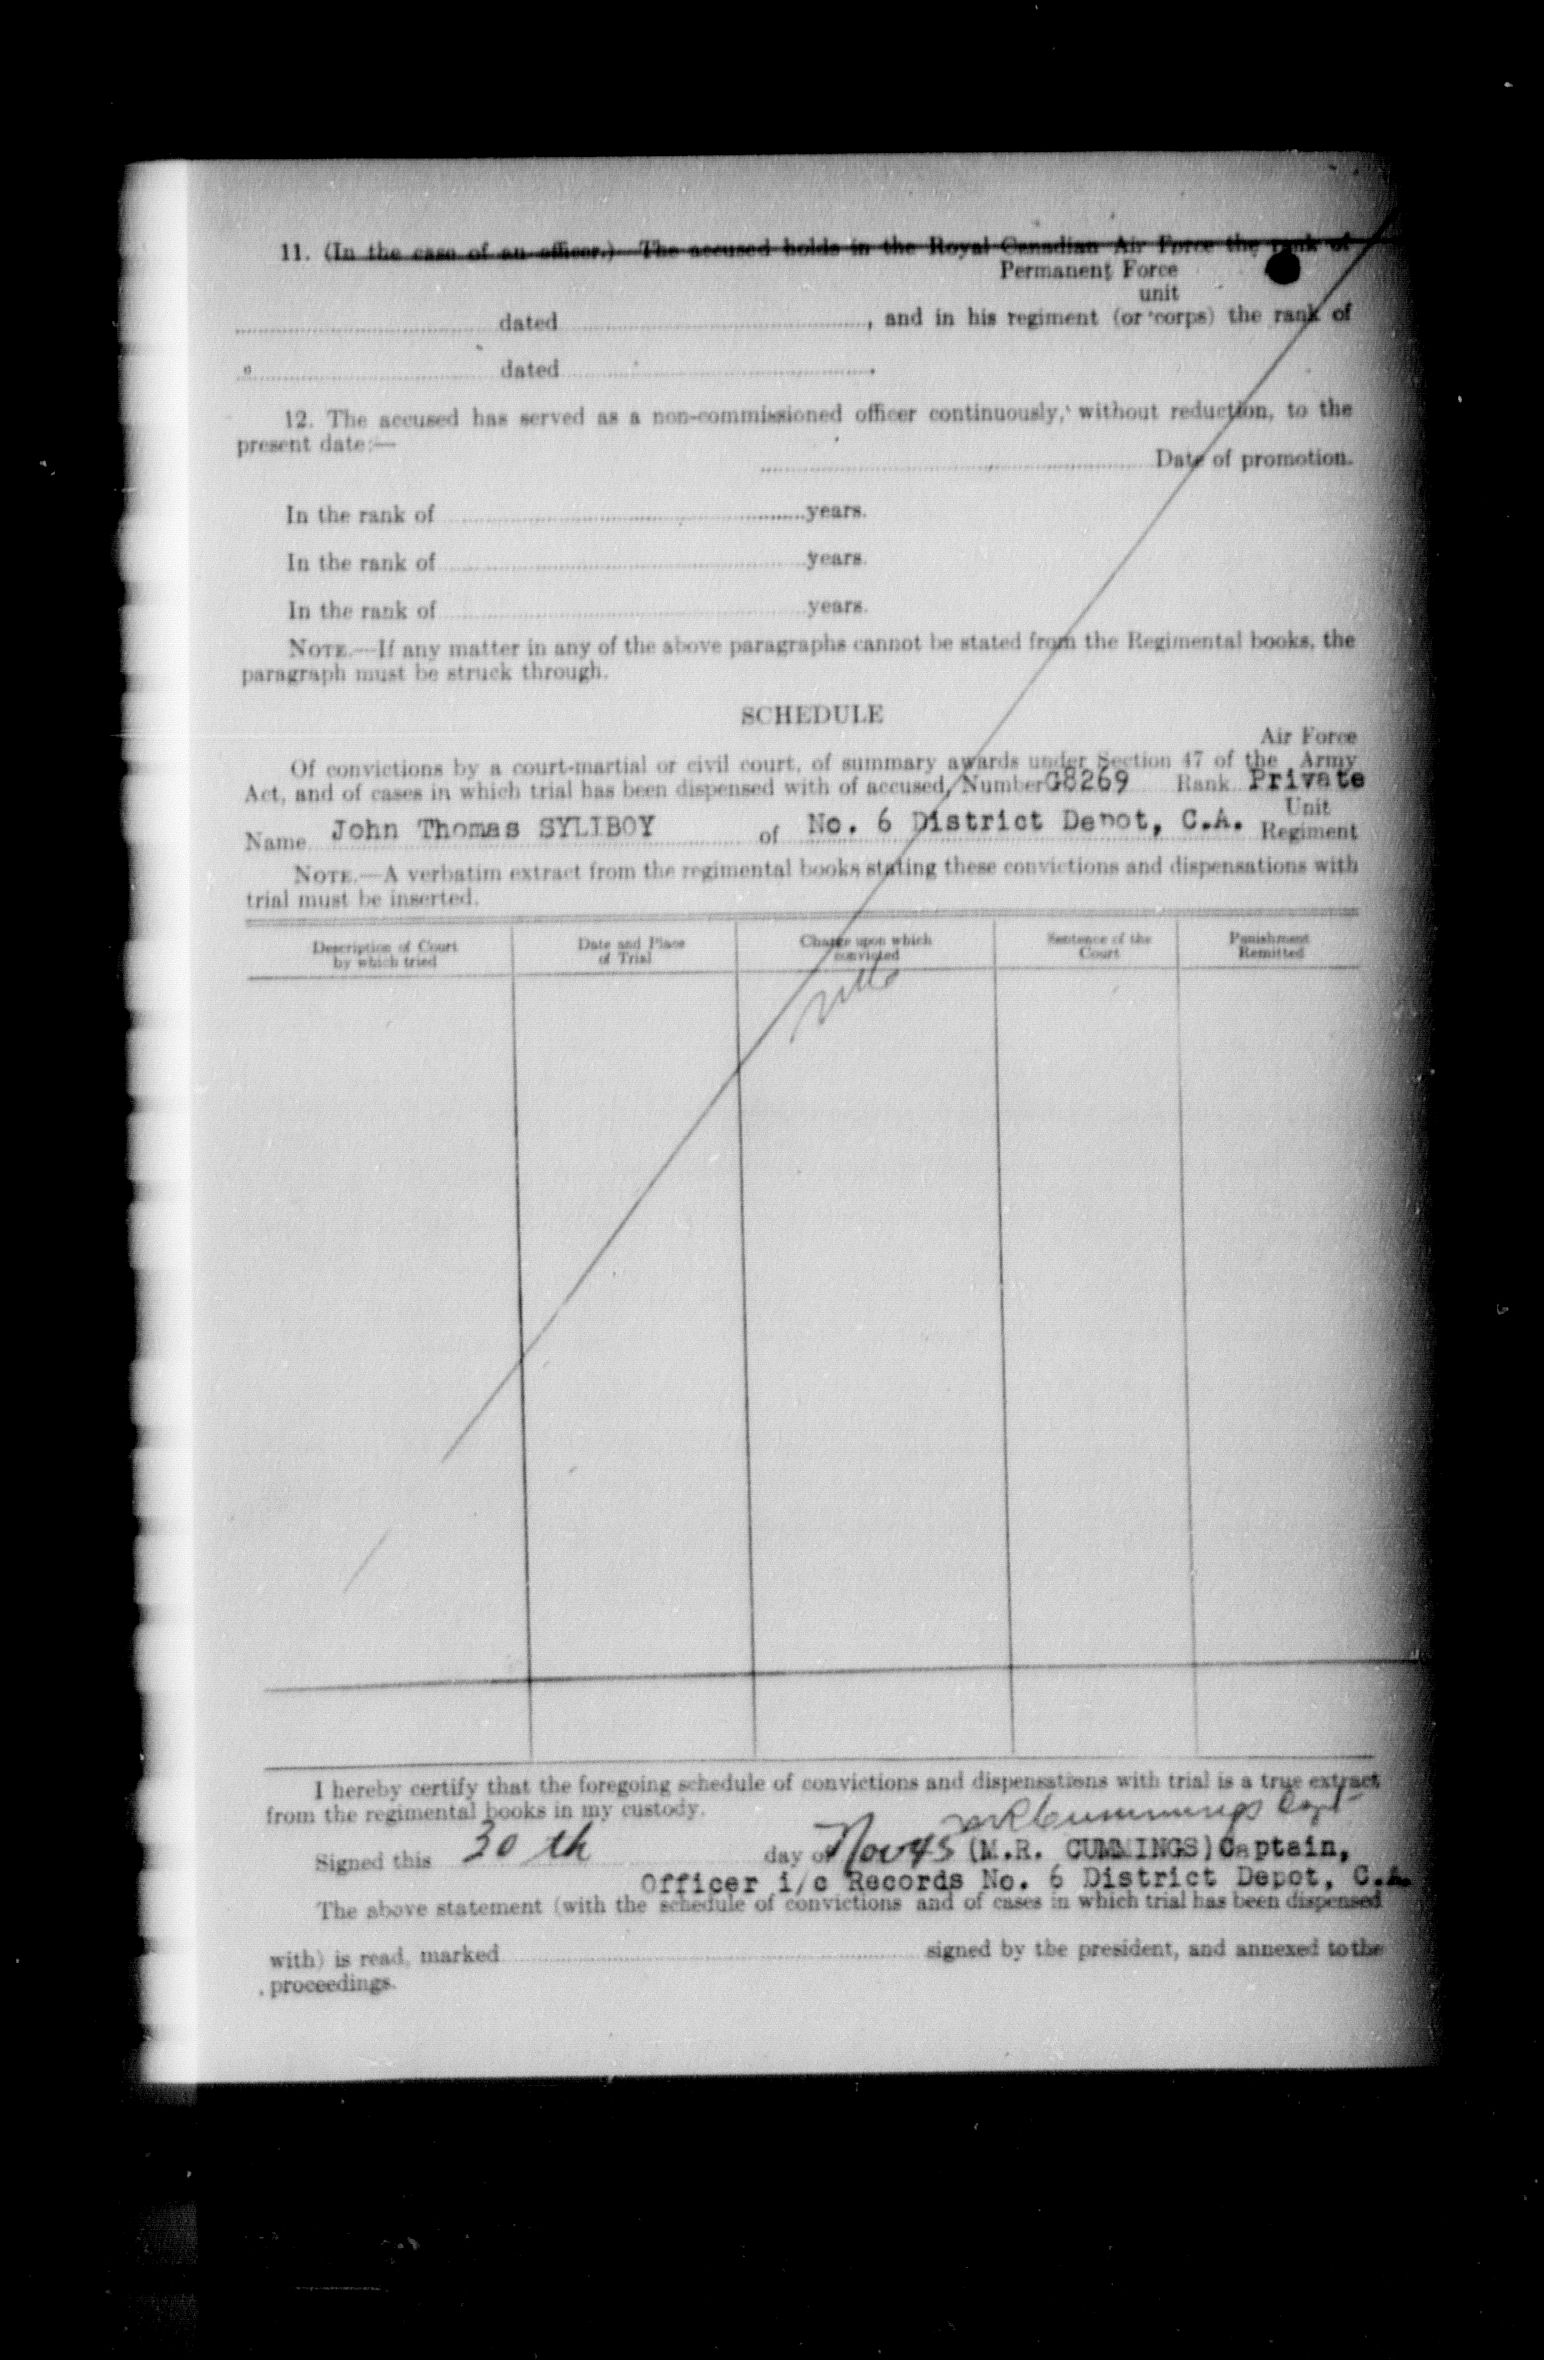 11. (In the case of an officer.) The accused holds in the Royal Canadian Air Force the rank of
Permanent Force
unit
dated , and in his regiment (or corps) the rank of
dated .
12. The accused has served as a non-commissioned officer continuously, without reduction, to the
present date:—
Date of promotion.
In the rank of years.
In the rank of years.
In the rank of years.
NOTE.—If any matter in any of the above paragraphs cannot be stated from the Regimental books, the
paragraph must be struck through.
SCHEDULE
Air Force
Of convictions by a court-martial or civil court, of summary awards under Section 47 of the Army
Act, and of cases in which trial has been dispensed with of accused, Number G8269 Rank Private
Unit
Name John Thomas SYLIBOY of No. 6 District Depot, C.A. Regiment
NOTE.—A verbatim extract from the regimental books stating these convictions and dispensations with
trial must be inserted.
Description of Court by which tried
Date and Place of Trial
Charge upon which convicted
Sentence of the Court
Punishment Remitted
I hereby certify that the foregoing schedule of convictions and dispensations with trial is a true extract
from the regimental books in my custody.
MR Cummings Capt
Signed this 30 th day of Nov 45 (M.R. CUMMINGS) Captain,
Officer i/c Records No. 6 District Depot, C.A.
The above statement (with the schedule of convictions and of cases in which trial has been dispensed
with) is read, marked signed by the president, and annexed to the
proceedings.